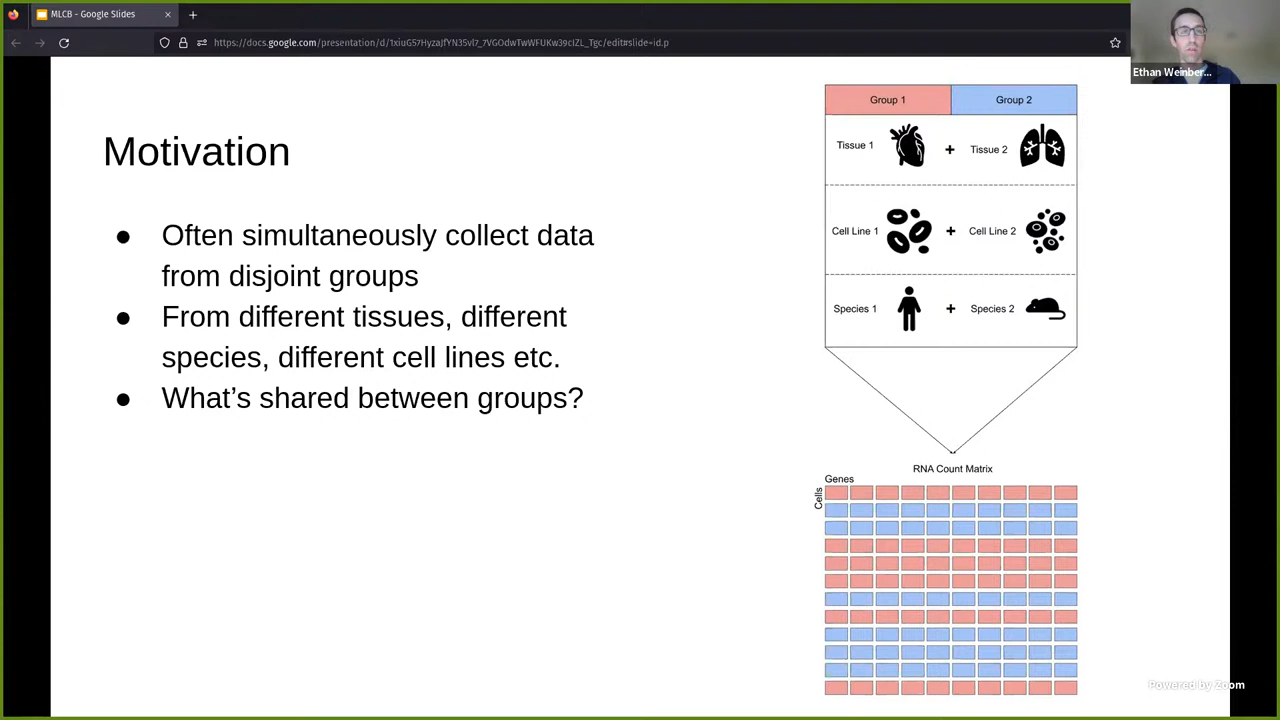 MLCB - Google Slides
https://docs.google.com/presentation/d/1xiuG57HyzaJfYN35vl7_7VGOdwTwWFUKw39cIZL_Tgc/edit#slide=id.p
Ethan Weinber...
Motivation
● Often simultaneously collect data
from disjoint groups
● From different tissues, different
species, different cell lines etc.
● What's shared between groups?
Group 1
Group 2
Tissue 1
+
Tissue 2
Cell Line 1
+
Cell Line 2
Species 1
+
Species 2
RNA Count Matrix
Genes
Cells
Powered by Zoom